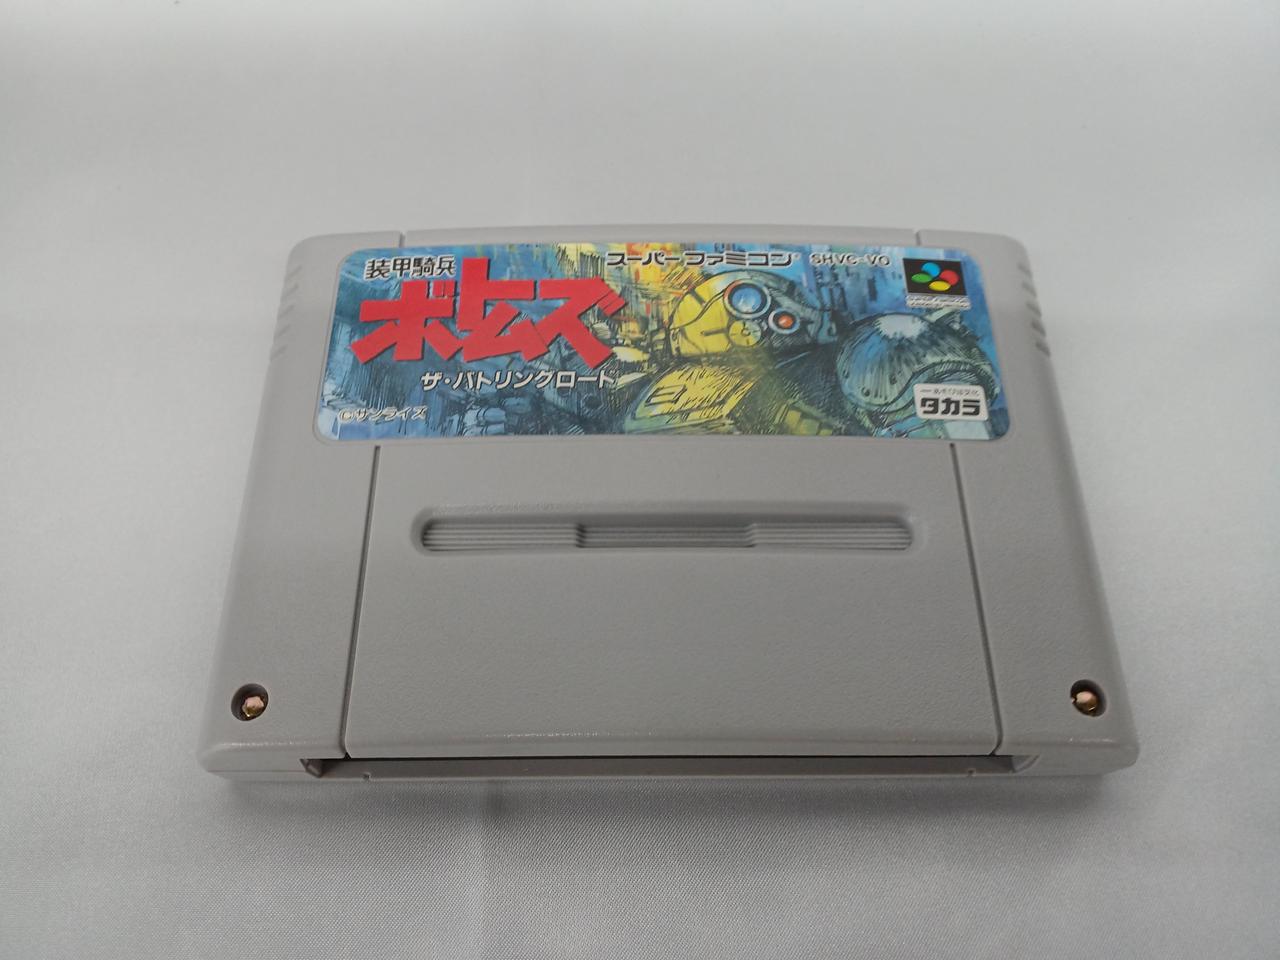 装甲騎兵
ボトムズ
ザ・バトリングロード
©サンライズ
スーパーファミコン SHVC-VO
タカラ